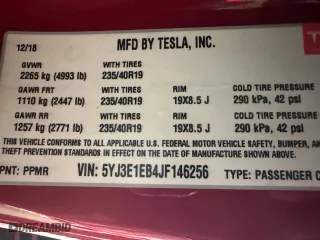 12/18 MFD BY TESLA, INC.
GVWR WITH TIRES
2265 kg (4993 lb) 235/40R19
GAWR FRT WITH TIRES RIM COLD TIRE PRESSURE
1110 kg (2447 lb) 235/40R19 19X8.5 J 290 kPa, 42 psi
GAWR RR WITH TIRES RIM COLD TIRE PRESSURE
1257 kg (2771 lb) 235/40R19 19X8.5 J 290 kPa, 42 psi
THIS VEHICLE CONFORMS TO ALL APPLICABLE U.S. FEDERAL MOTOR VEHICLE SAFETY, BUMPER, AN
THEFT PREVENTION STANDARDS IN EFFECT ON THE DATE OF MANUFACTURE SHOWN ABOVE.
PNT: PPMR VIN: 5YJ3E1EB4JF146256 TYPE: PASSENGER C